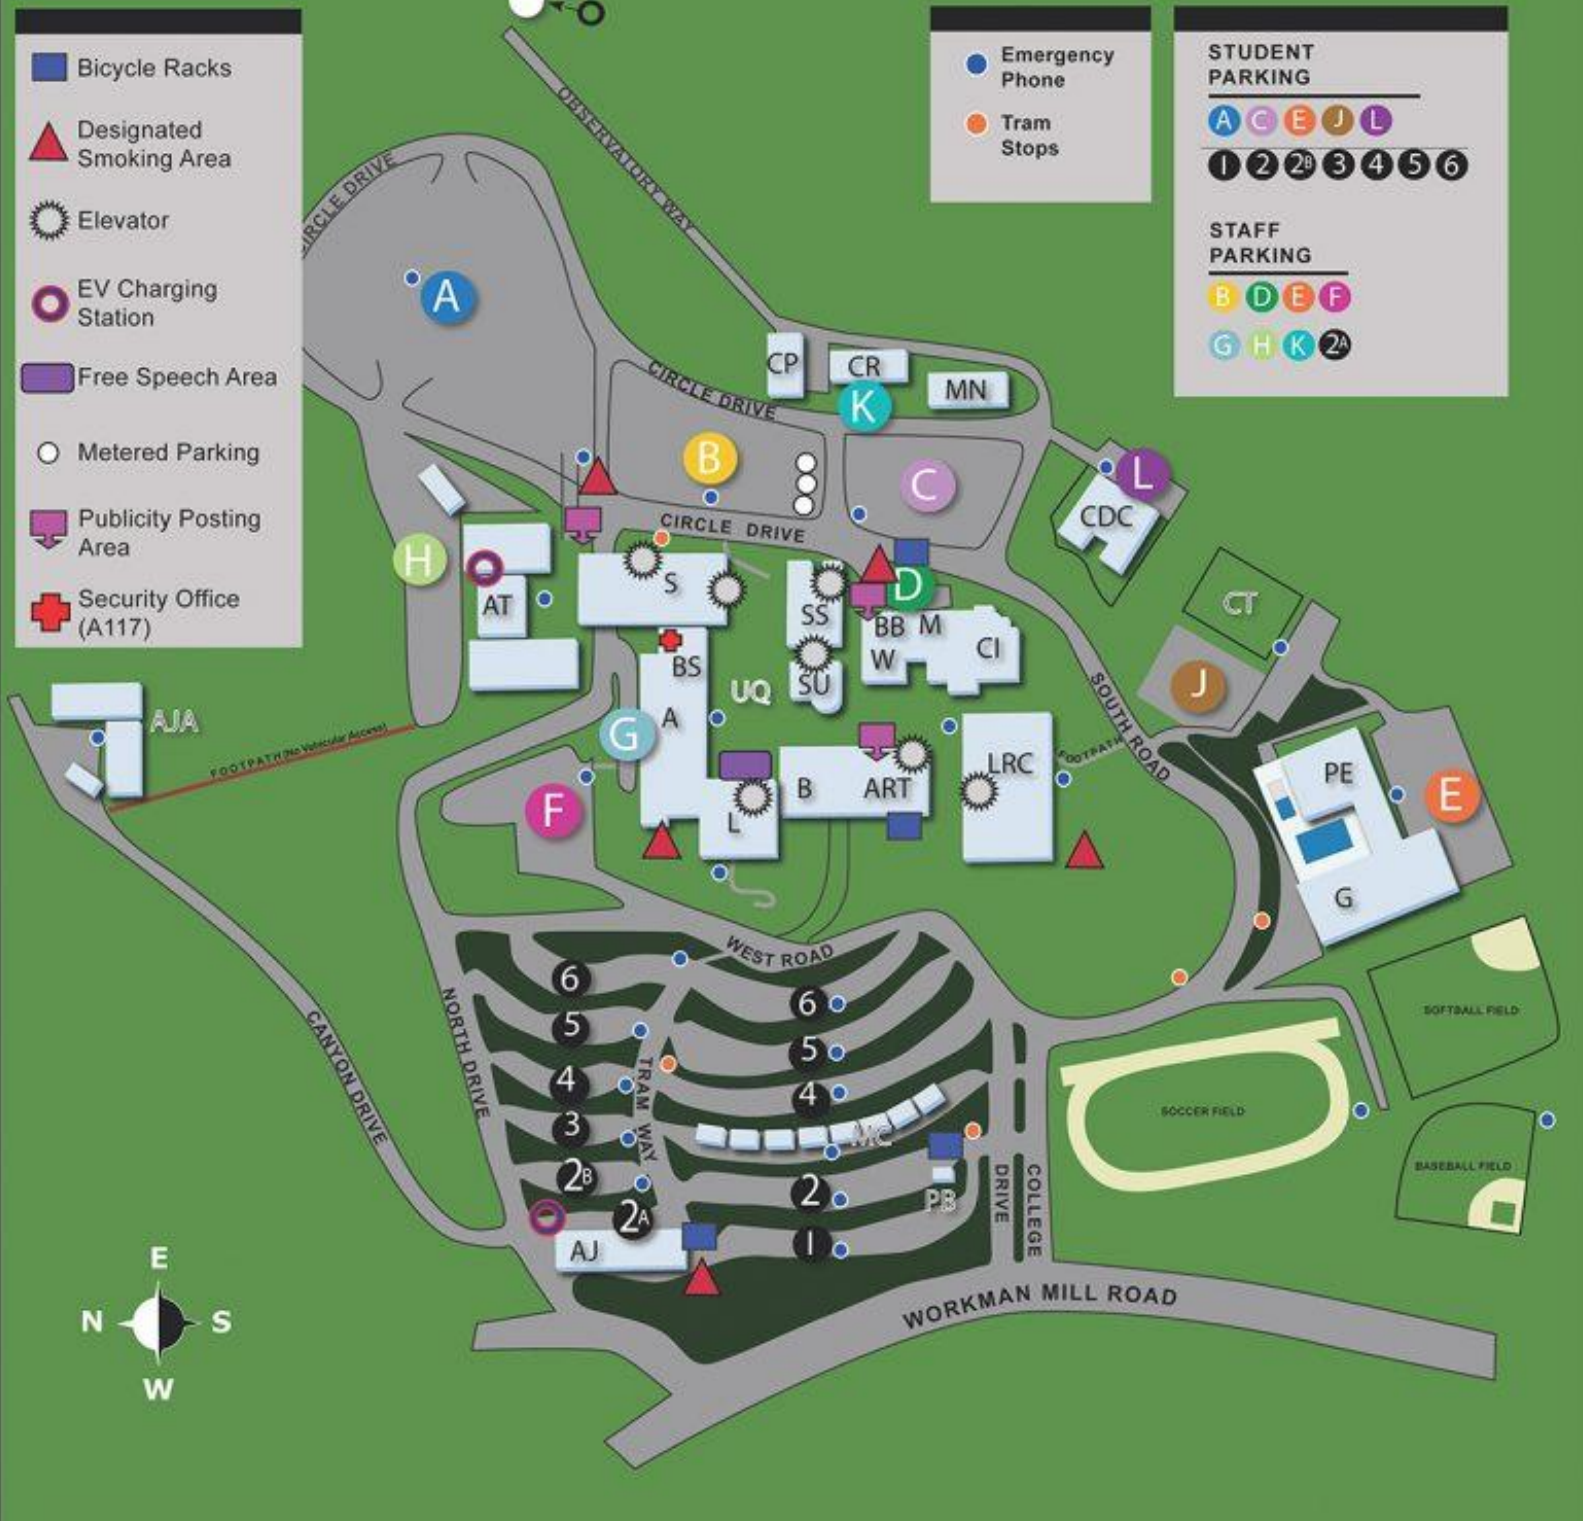 Bicycle Racks
Designated
Smoking Area
Elevator
EV Charging
Station
Free Speech Area
Metered Parking
Publicity Posting
Area
Security Office
(A117)
Emergency
Phone
Tram
Stops
STUDENT
PARKING
A C E J L
1 2 2B 3 4 5 6
STAFF
PARKING
B D E F
G H K 2A
OBSERVATORY WAY
CIRCLE DRIVE
A
CP
CR
MN
K
CIRCLE DRIVE
B
C
L
CDC
CIRCLE DRIVE
H
AT
S
SS
D
BB
M
W
CI
CT
BS
UQ
SU
J
SOUTH ROAD
AJA
FOOTPATH (No Vehicular Access)
G
A
LRC
FOOTPATH
PE
E
F
B
ART
L
G
WEST ROAD
6
6
5
5
4
4
3
2B
2
2A
1
NORTH DRIVE
TRAM WAY
CANYON DRIVE
MC
PB
AJ
COLLEGE
DRIVE
SOFTBALL FIELD
SOCCER FIELD
BASEBALL FIELD
WORKMAN MILL ROAD
E
N
S
W